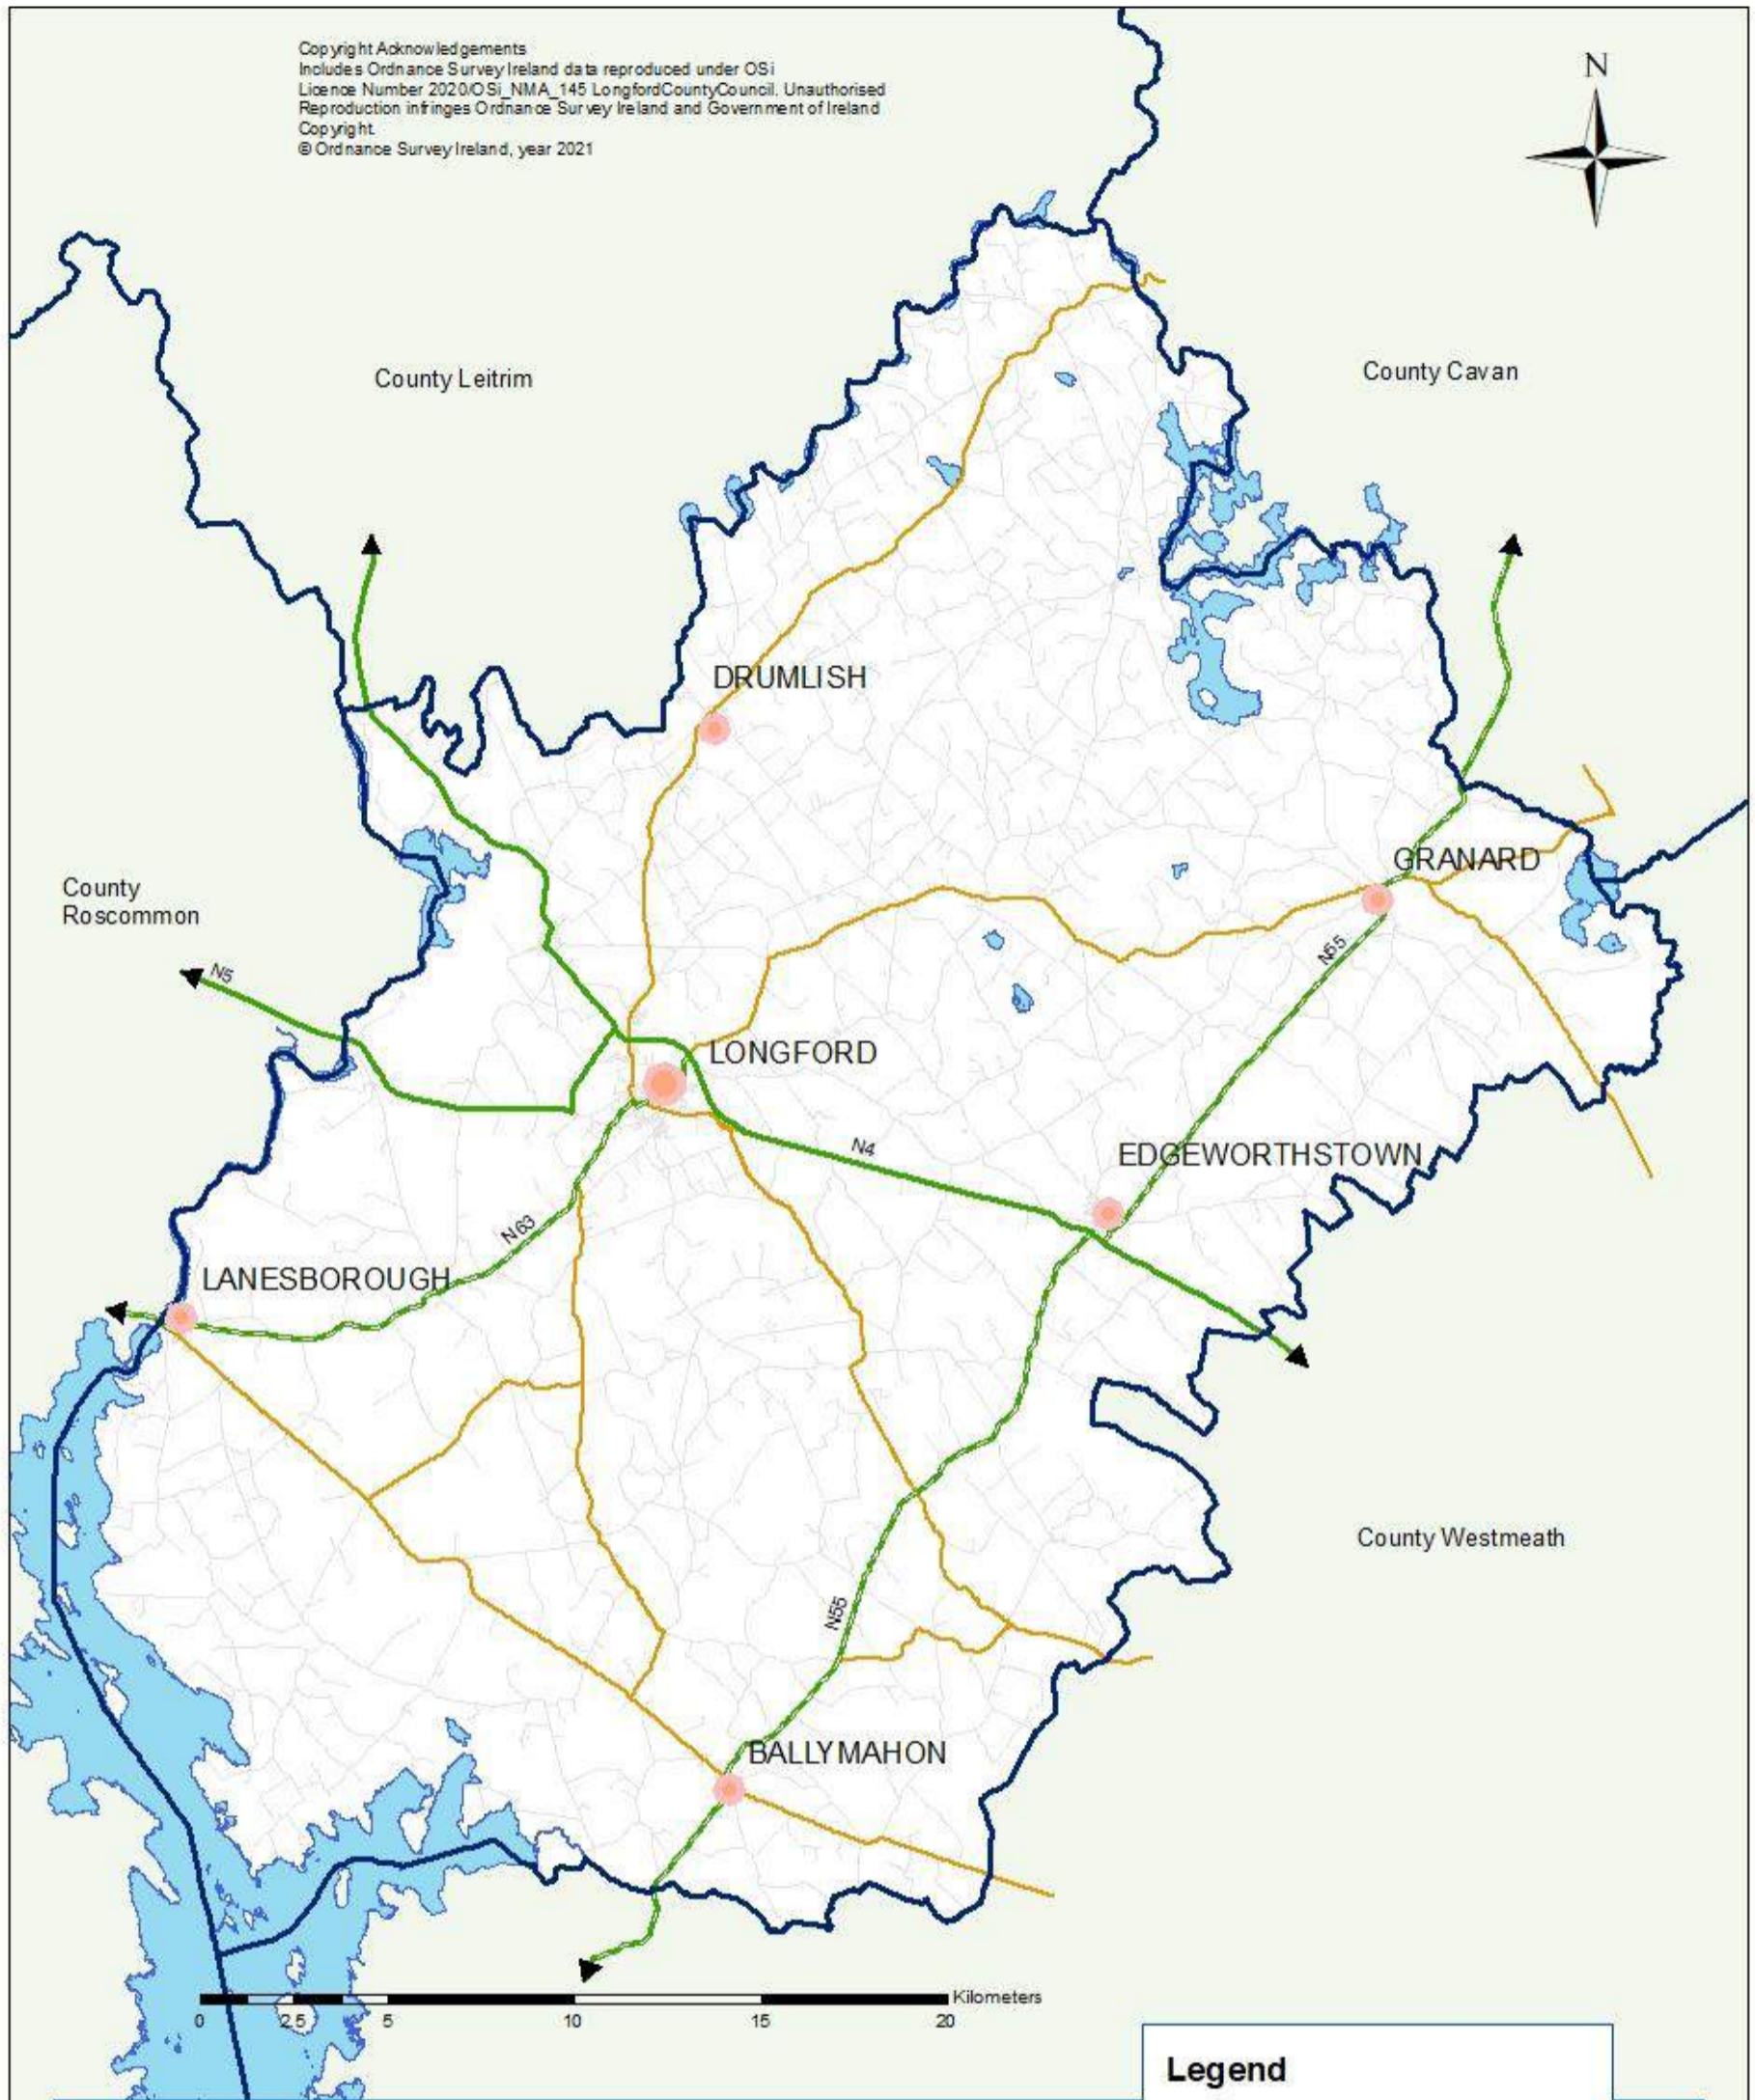 Copyright Acknowledgements
Includes Ordnance Survey Ireland data reproduced under OSi
Licence Number 2020/OSi_NMA_145 LongfordCountyCouncil. Unauthorised
Reproduction infringes Ordnance Survey Ireland and Government of Ireland
Copyright.
© Ordnance Survey Ireland, year 2021
N
County Leitrim
County Cavan
DRUMLISH
GRANARD
County
Roscommon
N55
N5
LONGFORD
N4
EDGEWORTHSTOWN
N63
LANESBOROUGH
County Westmeath
N55
BALLYMAHON
Kilometers
0 2.5 5 10 15 20
Legend